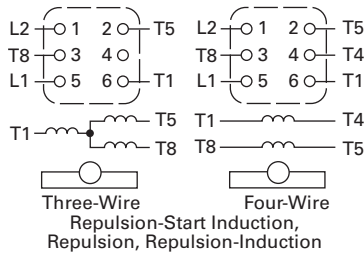 L2 1 2 T5 L2 1 2 T5
T8 3 4 T8 3 4 T4
L1 5 6 T1 L1 5 6 T1
T1 T5 T1 T4
T8 T8 T5
Three-Wire Four-Wire
Repulsion-Start Induction,
Repulsion, Repulsion-Induction